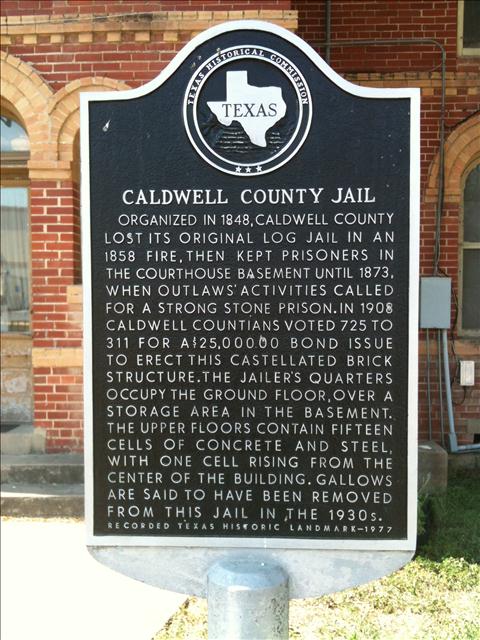 TEXAS HISTORICAL COMMISSION
TEXAS
CALDWELL COUNTY JAIL
ORGANIZED IN 1848, CALDWELL COUNTY
LOST ITS ORIGINAL LOG JAIL IN AN
1858 FIRE, THEN KEPT PRISONERS IN
THE COURTHOUSE BASEMENT UNTIL 1873,
WHEN OUTLAWS' ACTIVITIES CALLED
FOR A STRONG STONE PRISON. IN 1908
CALDWELL COUNTIANS VOTED 725 TO
311 FOR A $25,000.00 BOND ISSUE
TO ERECT THIS CASTELLATED BRICK
STRUCTURE. THE JAILER'S QUARTERS
OCCUPY THE GROUND FLOOR, OVER A
STORAGE AREA IN THE BASEMENT.
THE UPPER FLOORS CONTAIN FIFTEEN
CELLS OF CONCRETE AND STEEL,
WITH ONE CELL RISING FROM THE
CENTER OF THE BUILDING. GALLOWS
ARE SAID TO HAVE BEEN REMOVED
FROM THIS JAIL IN THE 1930s.
RECORDED TEXAS HISTORIC LANDMARK-1977